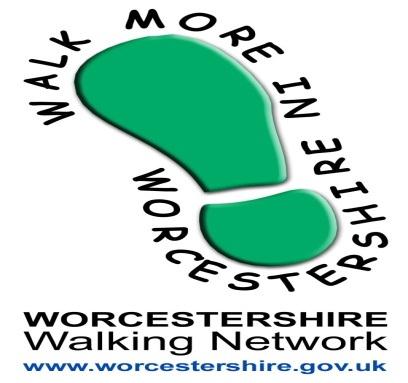 WALK MORE IN WORCESTERSHIRE
WORCESTERSHIRE
Walking Network
www.worcestershire.gov.uk